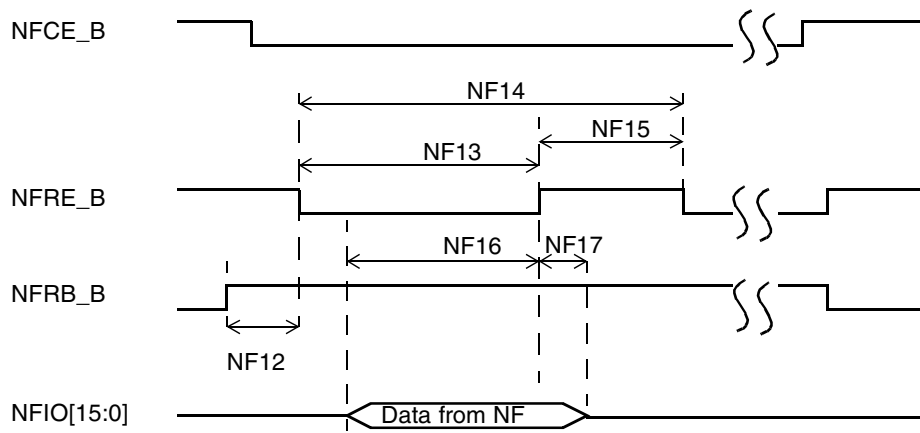 NFCE_B
NF14
NF15
NF13
NFRE_B
NF16
NF17
NFRB_B
NF12
NFIO[15:0]
Data from NF